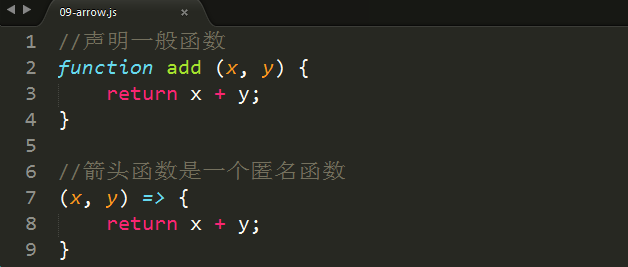 09-arrow.js ×
1 //声明一般函数
2 function add (x, y) {
3     return x + y;
4 }
5
6 //箭头函数是一个匿名函数
7 (x, y) => {
8     return x + y;
9 }